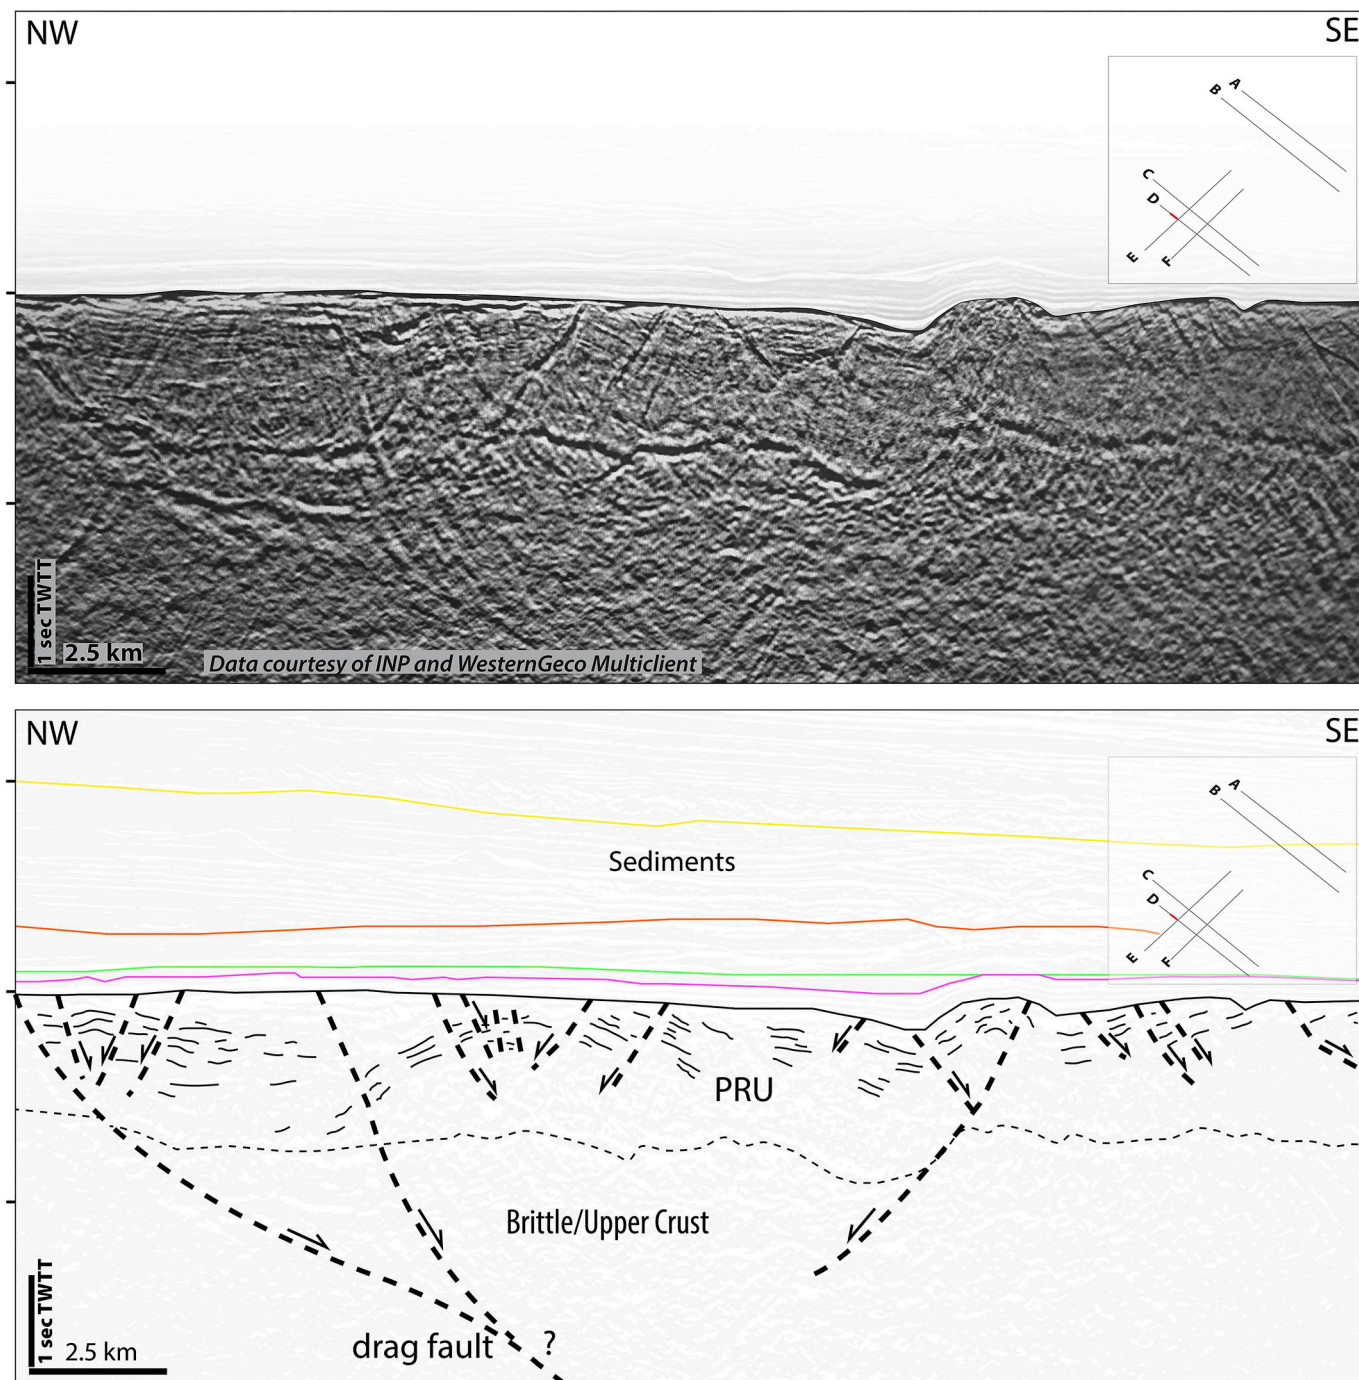 NW
SE
A
B
C
D
E
F
1 sec TWTT
2.5 km
Data courtesy of INP and WesternGeco Multiclient
NW
SE
A
B
Sediments
C
D
E
F
PRU
Brittle/Upper Crust
1 sec TWTT
2.5 km
drag fault ?